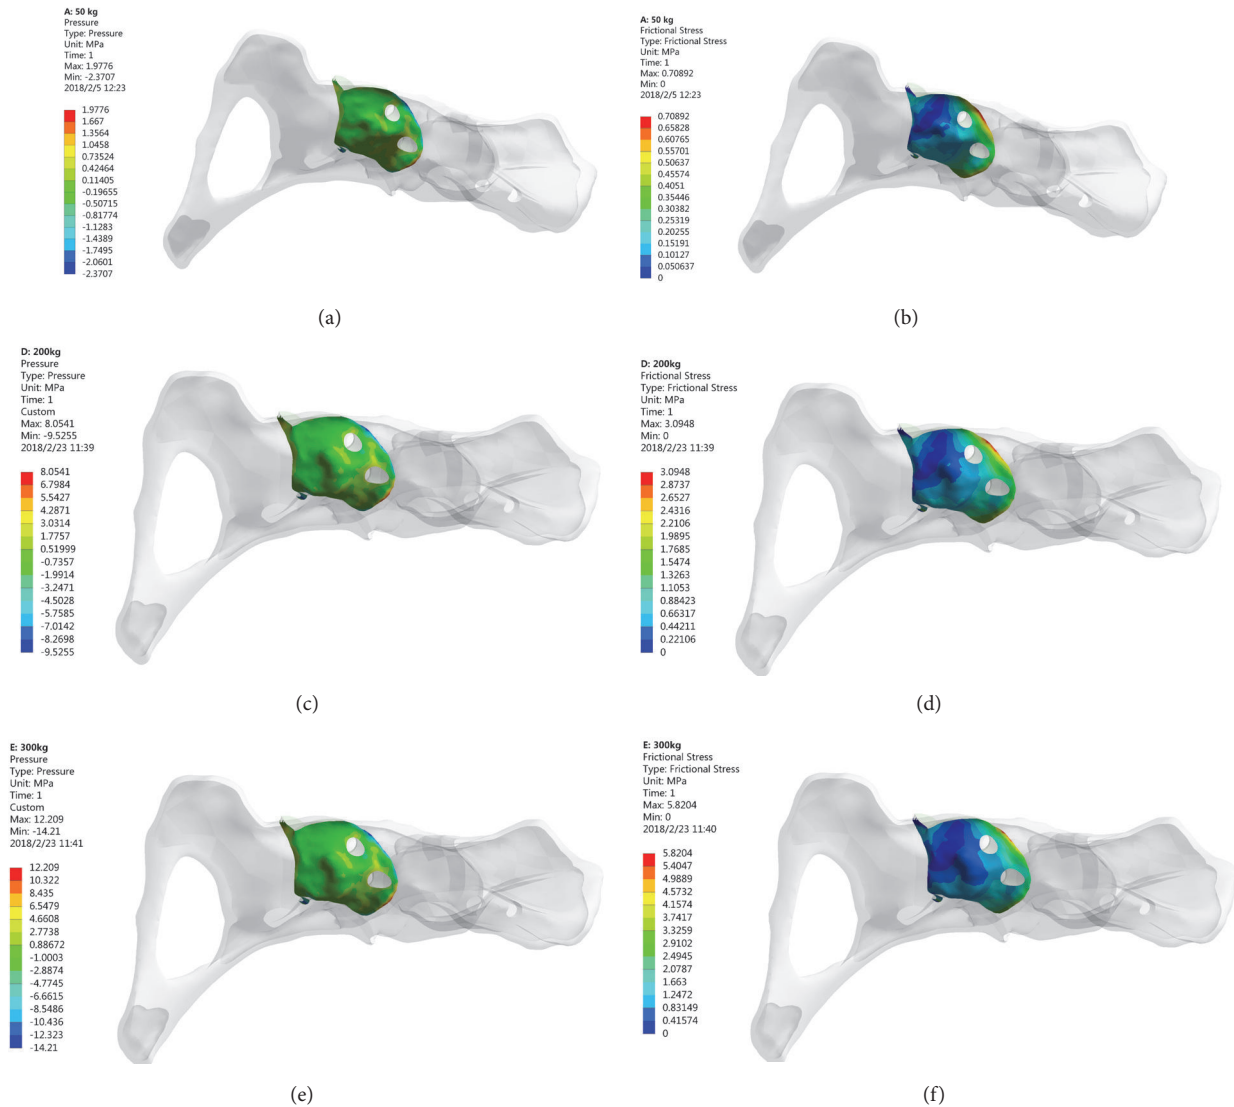 A: 50 kg
Pressure
Type: Pressure
Unit: MPa
Time: 1
Max: 1.9776
Min: -2.3707
2018/2/5 12:23
1.9776
1.667
1.3564
1.0458
0.73524
0.42464
0.11405
-0.19655
-0.50715
-0.81774
-1.1283
-1.4389
-1.7495
-2.0601
-2.3707
(a)
A: 50 kg
Frictional Stress
Type: Frictional Stress
Unit: MPa
Time: 1
Max: 0.70892
Min: 0
2018/2/5 12:23
0.70892
0.65828
0.60765
0.55701
0.50637
0.45574
0.4051
0.35446
0.30382
0.25319
0.20255
0.15191
0.10127
0.050637
0
(b)
D: 200kg
Pressure
Type: Pressure
Unit: MPa
Time: 1
Custom
Max: 8.0541
Min: -9.5255
2018/2/23 11:39
8.0541
6.7984
5.5427
4.2871
3.0314
1.7757
0.51999
-0.7357
-1.9914
-3.2471
-4.5028
-5.7585
-7.0142
-8.2698
-9.5255
(c)
D: 200kg
Frictional Stress
Type: Frictional Stress
Unit: MPa
Time: 1
Max: 3.0948
Min: 0
2018/2/23 11:39
3.0948
2.8737
2.6527
2.4316
2.2106
1.9895
1.7685
1.5474
1.3263
1.1053
0.88423
0.66317
0.44211
0.22106
0
(d)
E: 300kg
Pressure
Type: Pressure
Unit: MPa
Time: 1
Custom
Max: 12.209
Min: -14.21
2018/2/23 11:41
12.209
10.322
8.435
6.5479
4.6608
2.7738
0.88672
-1.0003
-2.8874
-4.7745
-6.6615
-8.5486
-10.436
-12.323
-14.21
(e)
E: 300kg
Frictional Stress
Type: Frictional Stress
Unit: MPa
Time: 1
Max: 5.8204
Min: 0
2018/2/23 11:40
5.8204
5.4047
4.9889
4.5732
4.1574
3.7417
3.3259
2.9102
2.4945
2.0787
1.663
1.2472
0.83149
0.41574
0
(f)